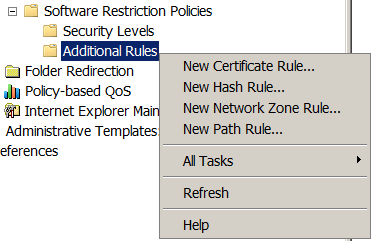 Software Restriction Policies
Security Levels
Additional Rules
Folder Redirection
Policy-based QoS
Internet Explorer Main
Administrative Templates:
eferences
New Certificate Rule...
New Hash Rule...
New Network Zone Rule...
New Path Rule...
All Tasks
Refresh
Help